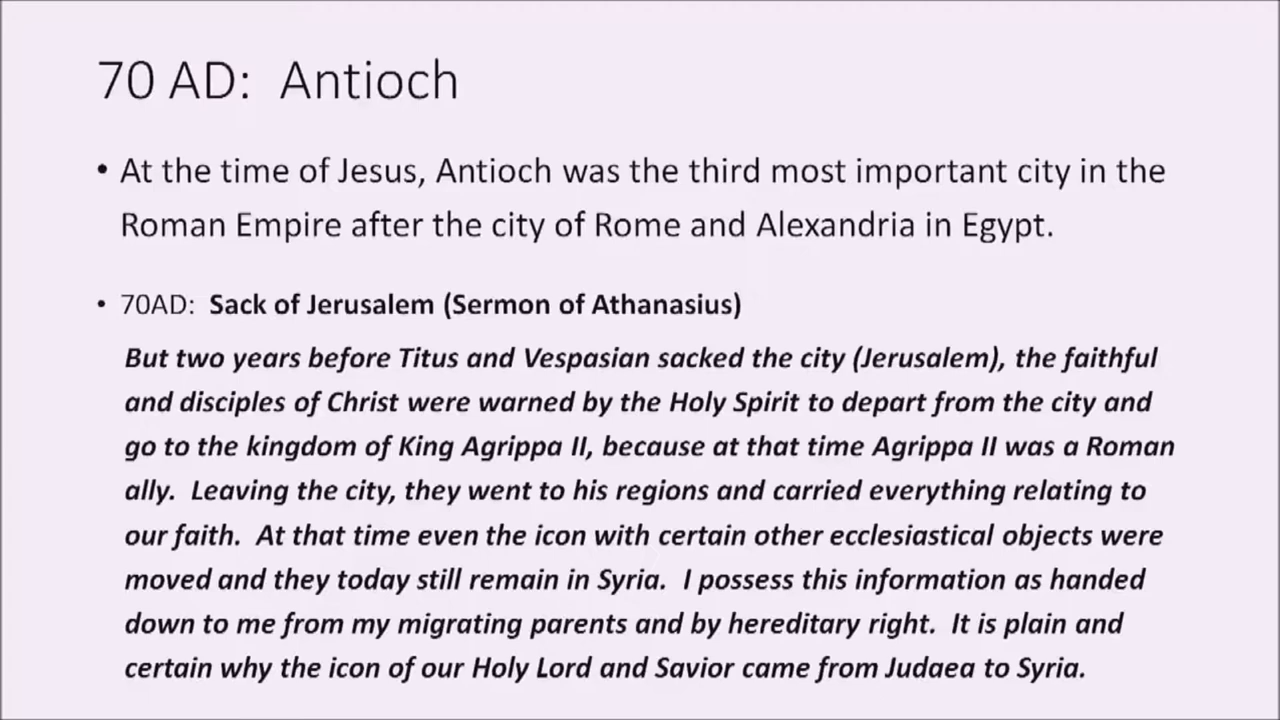 70 AD:  Antioch
• At the time of Jesus, Antioch was the third most important city in the
Roman Empire after the city of Rome and Alexandria in Egypt.
• 70AD:  Sack of Jerusalem (Sermon of Athanasius)
But two years before Titus and Vespasian sacked the city (Jerusalem), the faithful
and disciples of Christ were warned by the Holy Spirit to depart from the city and
go to the kingdom of King Agrippa II, because at that time Agrippa II was a Roman
ally.  Leaving the city, they went to his regions and carried everything relating to
our faith.  At that time even the icon with certain other ecclesiastical objects were
moved and they today still remain in Syria.  I possess this information as handed
down to me from my migrating parents and by hereditary right.  It is plain and
certain why the icon of our Holy Lord and Savior came from Judaea to Syria.